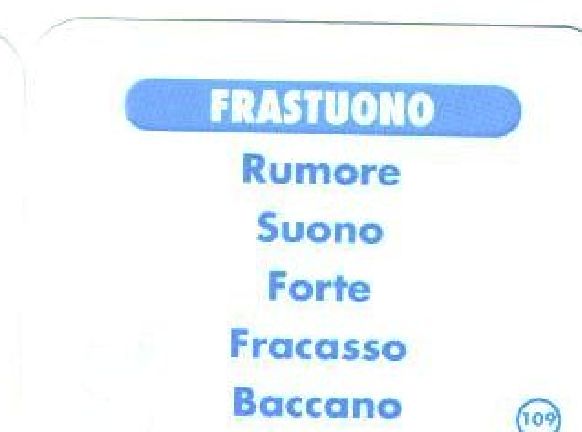 FRASTUONO
Rumore
Suono
Forte
Fracasso
Baccano
109